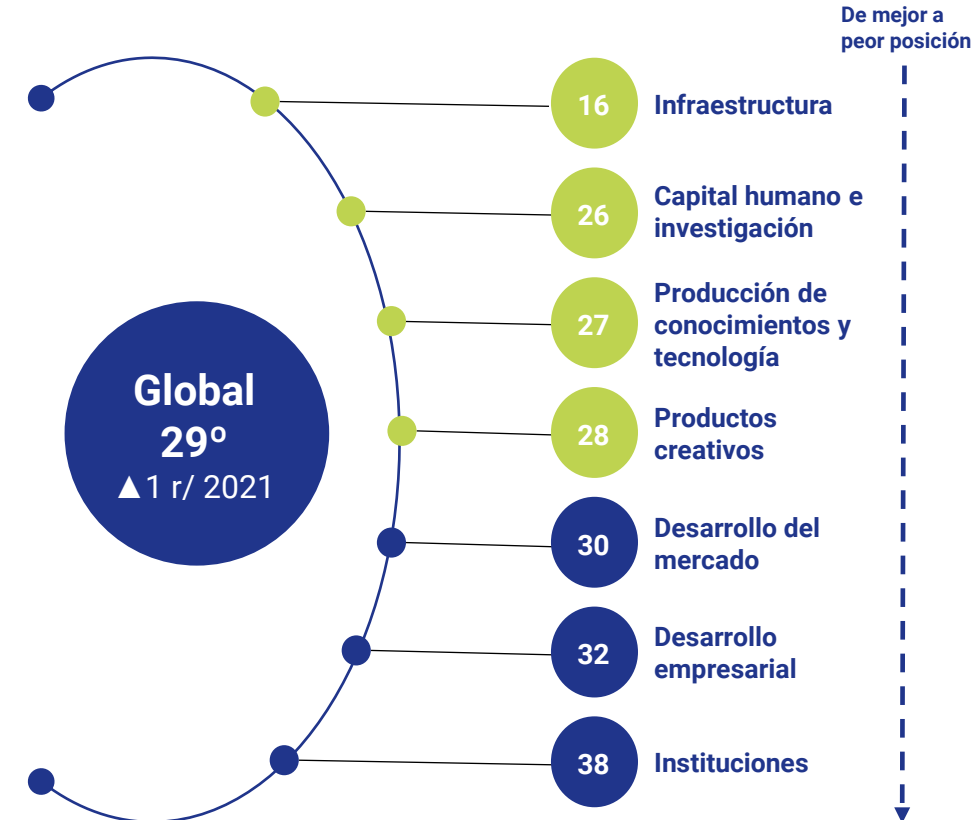 De mejor a
peor posición
16
Infraestructura
26
Capital humano e
investigación
27
Producción de
conocimientos y
tecnología
28
Productos
creativos
Global
29º
▲1 r/ 2021
30
Desarrollo del
mercado
32
Desarrollo
empresarial
38
Instituciones